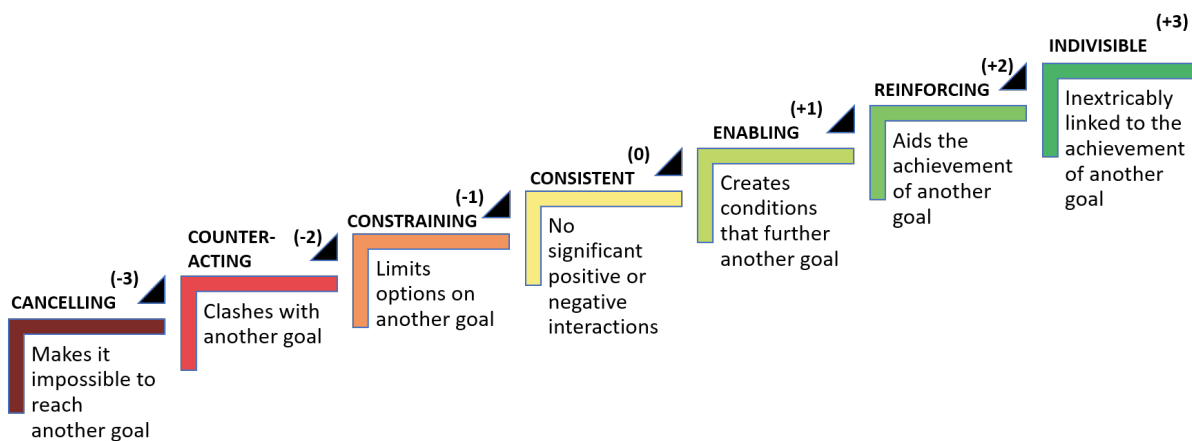 CANCELLING (-3)
Makes it
impossible to
reach
another goal
COUNTER- (-2)
ACTING
Clashes with
another goal
CONSTRAINING (-1)
Limits
options on
another goal
CONSISTENT (0)
No
significant
positive or
negative
interactions
ENABLING (+1)
Creates
conditions
that further
another goal
REINFORCING (+2)
Aids the
achievement
of another
goal
INDIVISIBLE (+3)
Inextricably
linked to the
achievement
of another
goal